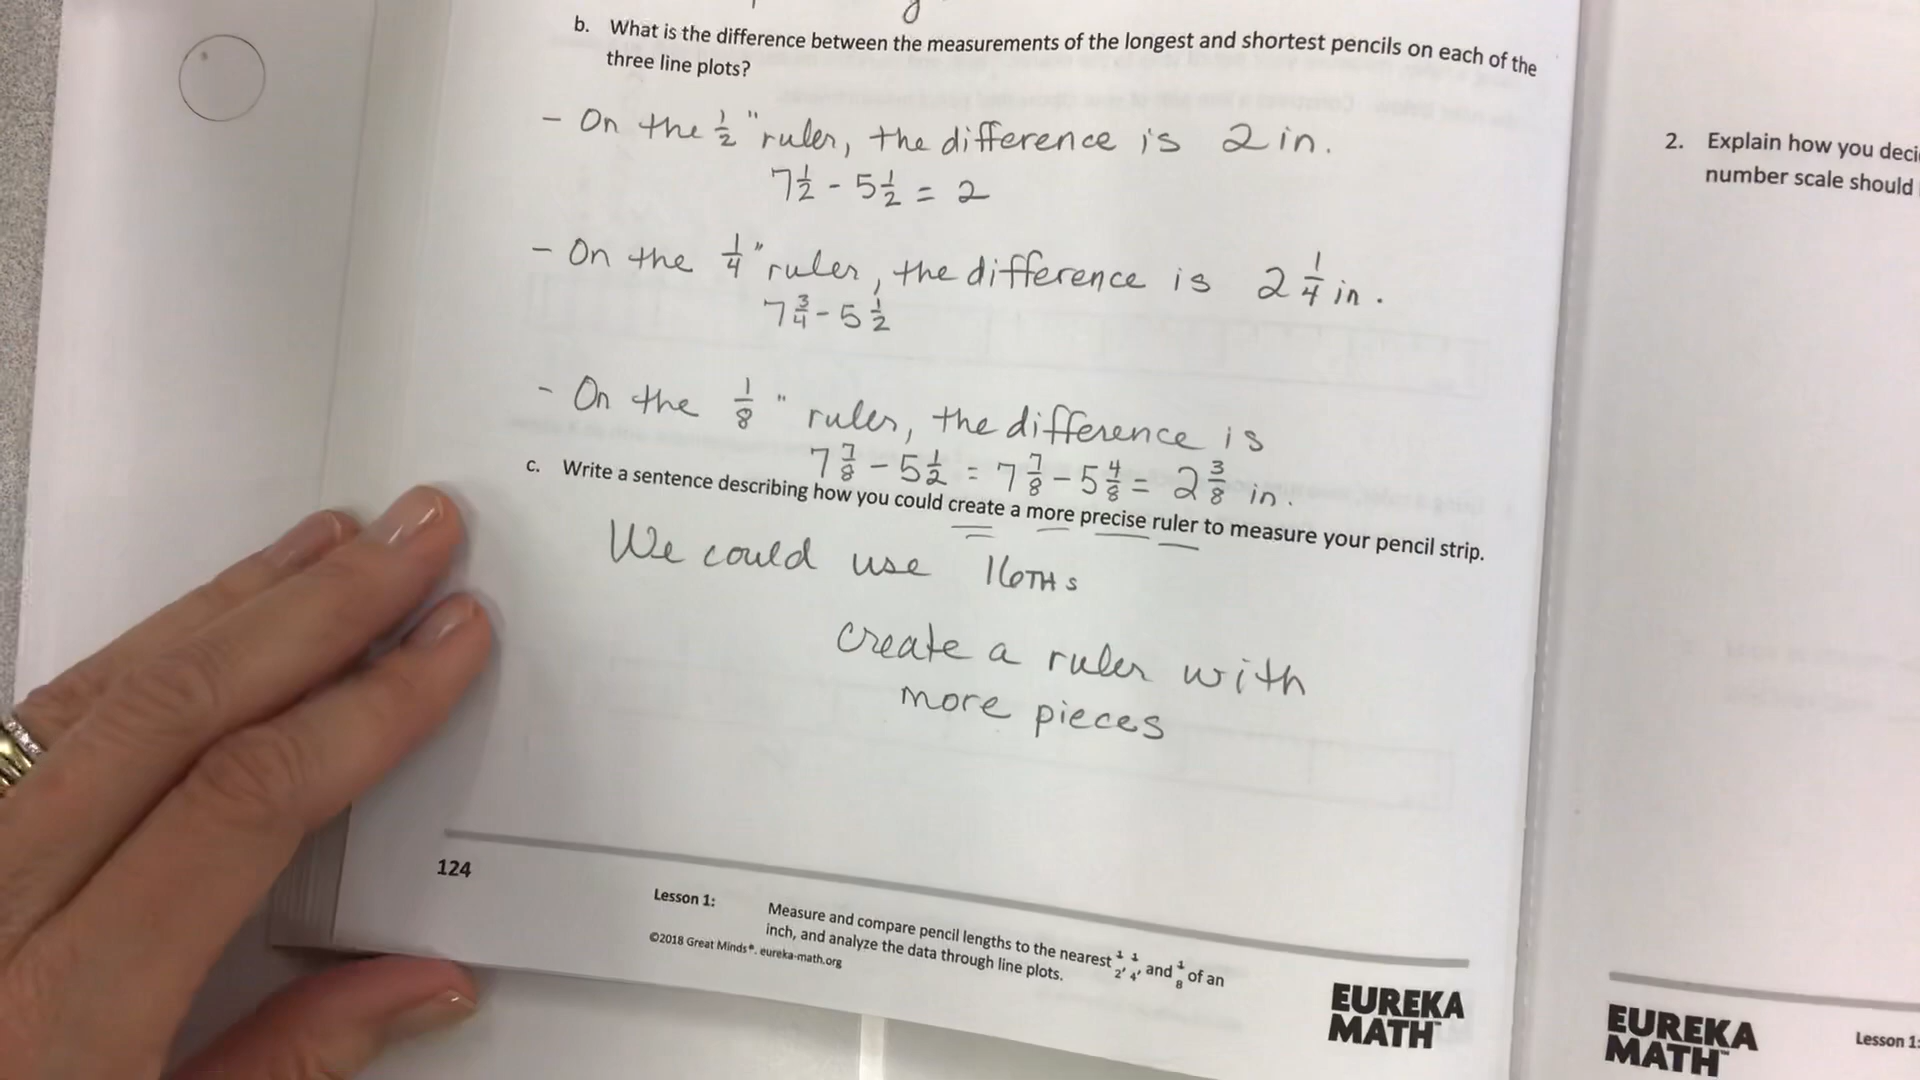 b. What is the difference between the measurements of the longest and shortest pencils on each of the
three line plots?
- On the 1/2" ruler, the difference is 2 in.
7 1/2 - 5 1/2 = 2
- On the 1/4" ruler, the difference is 2 1/4 in.
7 3/4 - 5 1/2
- On the 1/8" ruler, the difference is
7 7/8 - 5 1/2 = 7 7/8 - 5 4/8 = 2 3/8 in.
c. Write a sentence describing how you could create a more precise ruler to measure your pencil strip.
We could use 16THs
create a ruler with
more pieces
124
Lesson 1: Measure and compare pencil lengths to the nearest 1/2, 1/4, and 1/8 of an
inch, and analyze the data through line plots.
©2018 Great Minds®. eureka-math.org
EUREKA
MATH™
2. Explain how you
number scale should
EUREKA
MATH™
Lesson 1: